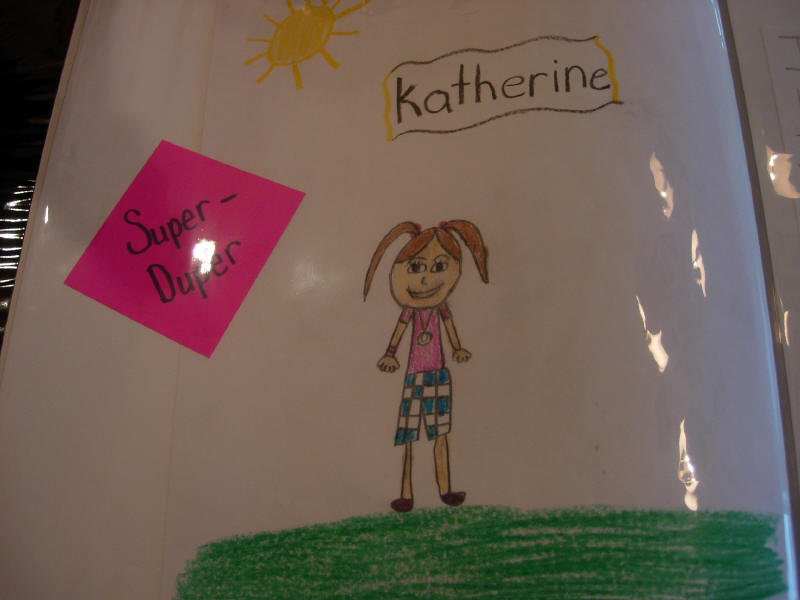 Katherine
Super-
Duper